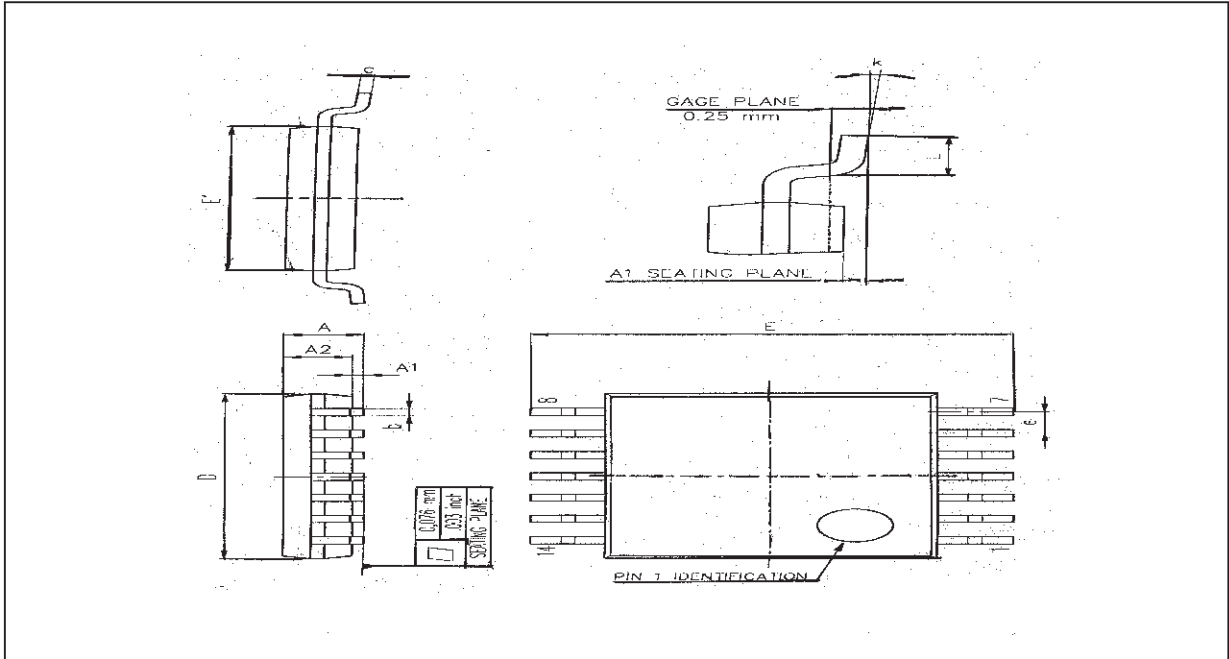 C
E'
K
GAGE PLANE
0.25 mm
L
A1 SEATING PLANE
A
A2
A1
b
D
0,076 mm
.003 inch
SEATING PLANE
E
8
14
7
1
e
PIN 1 IDENTIFICATION